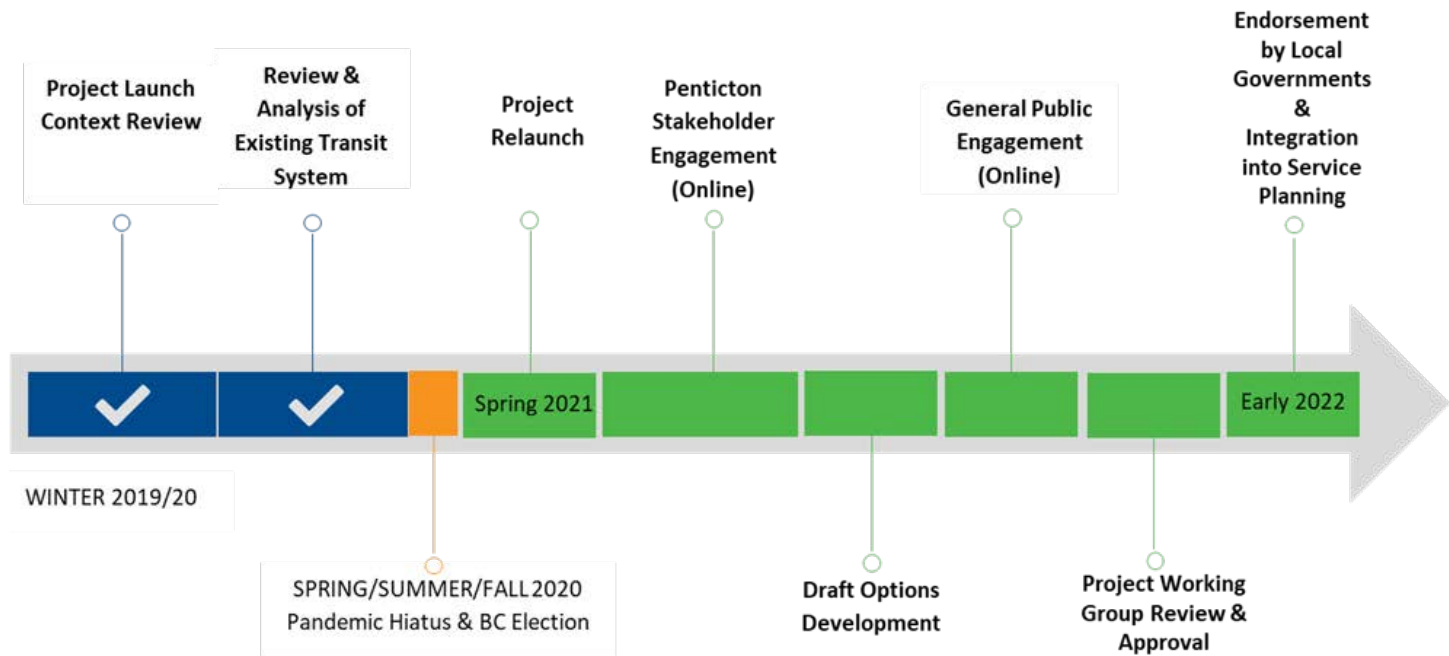 Project Launch
Context Review
Review &
Analysis of
Existing Transit
System
Project
Relaunch
Penticton
Stakeholder
Engagement
(Online)
General Public
Engagement
(Online)
Endorsement
by Local
Governments
&
Integration
into Service
Planning
Spring 2021
Early 2022
WINTER 2019/20
SPRING/SUMMER/FALL 2020
Pandemic Hiatus & BC Election
Draft Options
Development
Project Working
Group Review &
Approval